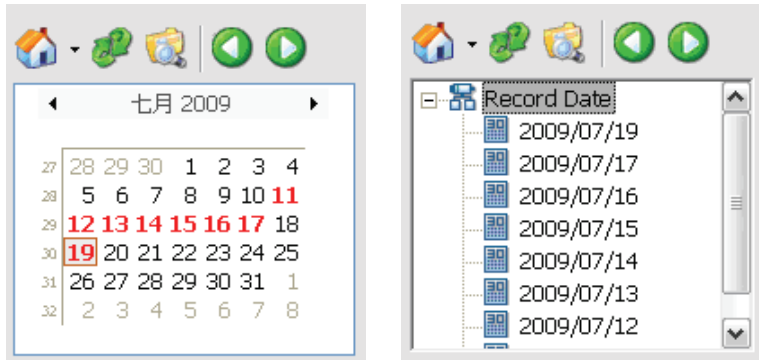 七月 2009
27 28 29 30 1 2 3 4
28 5 6 7 8 9 10 11
29 12 13 14 15 16 17 18
30 19 20 21 22 23 24 25
31 26 27 28 29 30 31 1
32 2 3 4 5 6 7 8
Record Date
2009/07/19
2009/07/17
2009/07/16
2009/07/15
2009/07/14
2009/07/13
2009/07/12